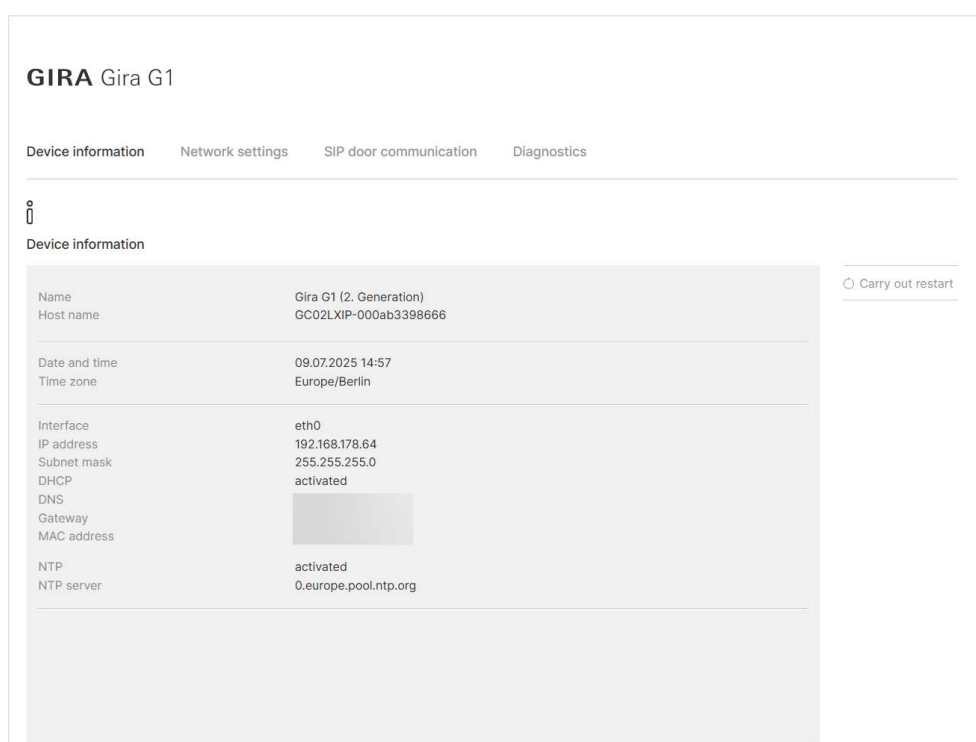 GIRA Gira G1
Device information Network settings SIP door communication Diagnostics
Device information
Carry out restart
Name Gira G1 (2. Generation)
Host name GC02LXIP-000ab3398666
Date and time 09.07.2025 14:57
Time zone Europe/Berlin
Interface eth0
IP address 192.168.178.64
Subnet mask 255.255.255.0
DHCP activated
DNS
Gateway
MAC address
NTP activated
NTP server 0.europe.pool.ntp.org